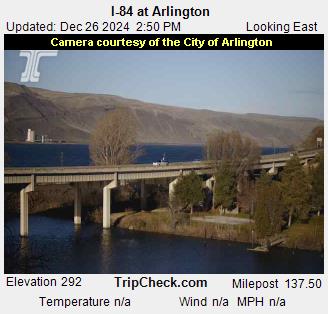 I-84 at Arlington
Updated: Dec 26 2024 2:50 PM Looking East
Camera courtesy of the City of Arlington
Elevation 292 TripCheck.com Milepost 137.50
Temperature n/a Wind n/a MPH n/a